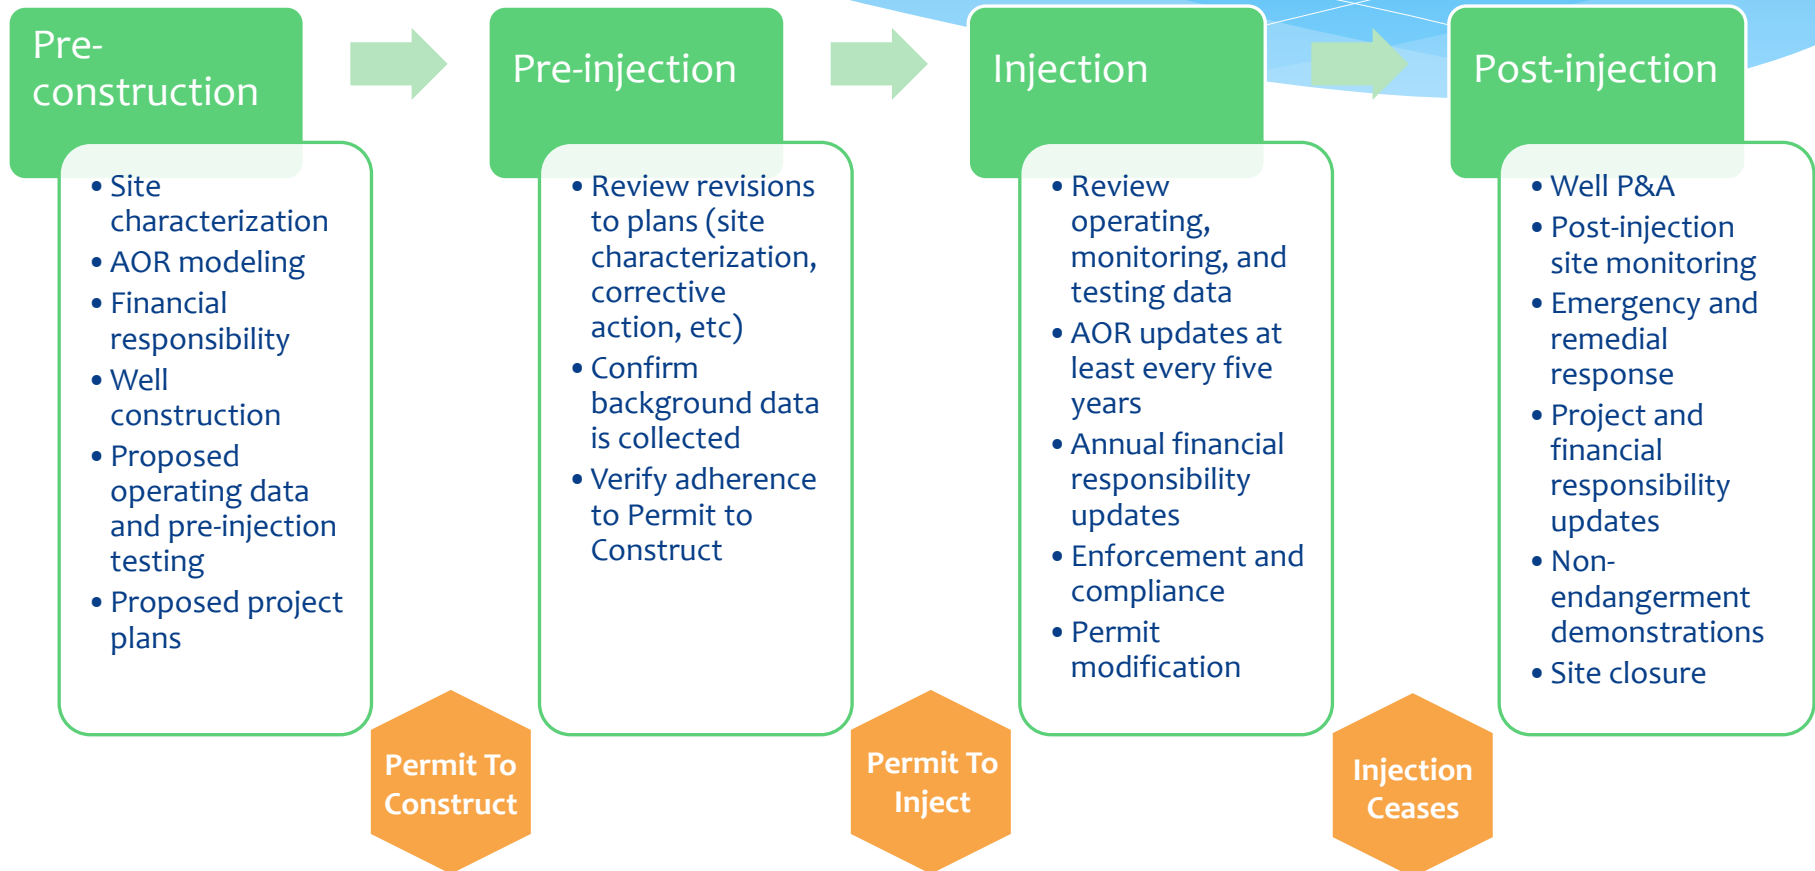 Pre-
construction
• Site
characterization
• AOR modeling
• Financial
responsibility
• Well
construction
• Proposed
operating data
and pre-injection
testing
• Proposed project
plans
Permit To
Construct
Pre-injection
• Review revisions
to plans (site
characterization,
corrective
action, etc)
• Confirm
background data
is collected
• Verify adherence
to Permit to
Construct
Permit To
Inject
Injection
• Review
operating,
monitoring, and
testing data
• AOR updates at
least every five
years
• Annual financial
responsibility
updates
• Enforcement and
compliance
• Permit
modification
Injection
Ceases
Post-injection
• Well P&A
• Post-injection
site monitoring
• Emergency and
remedial
response
• Project and
financial
responsibility
updates
• Non-
endangerment
demonstrations
• Site closure